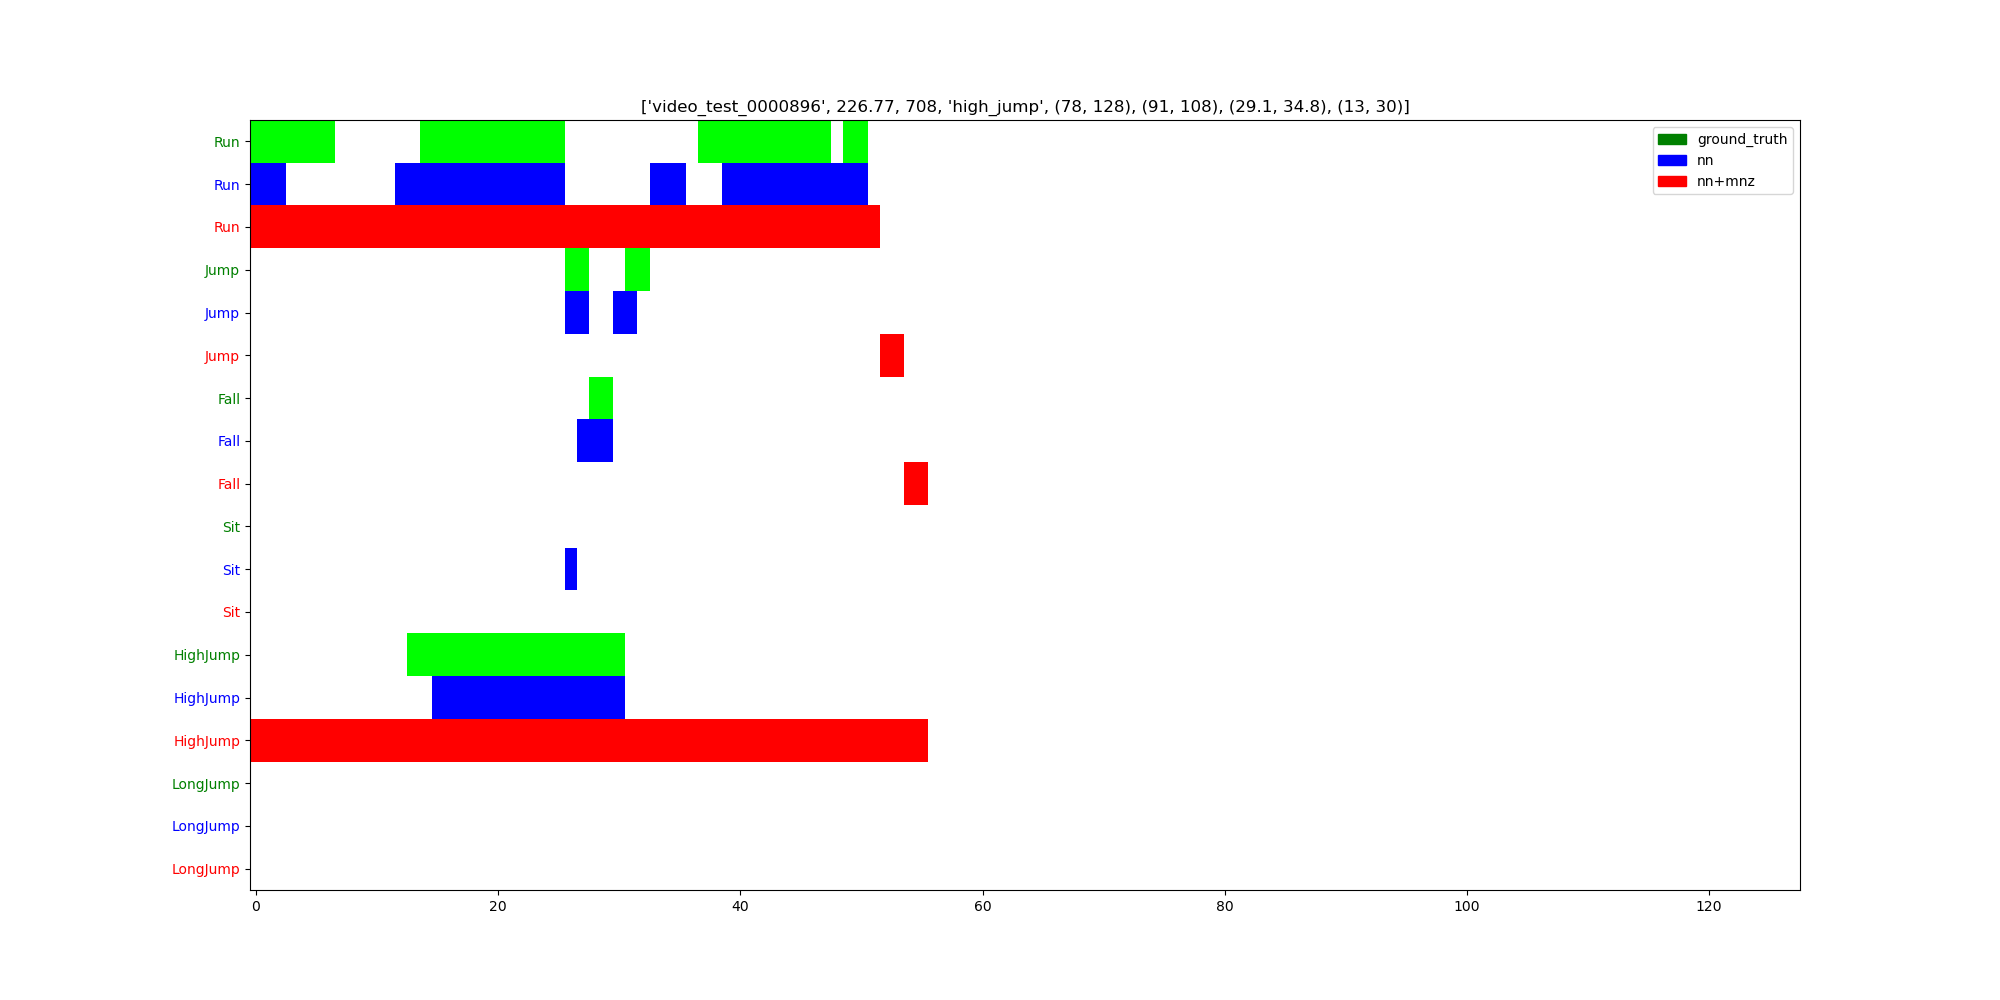 ['video_test_0000896', 226.77, 708, 'high_jump', (78, 128), (91, 108), (29.1, 34.8), (13, 30)]
ground_truth
nn
nn+mnz
Run
Run
Run
Jump
Jump
Jump
Fall
Fall
Fall
Sit
Sit
Sit
HighJump
HighJump
HighJump
LongJump
LongJump
LongJump
0 20 40 60 80 100 120